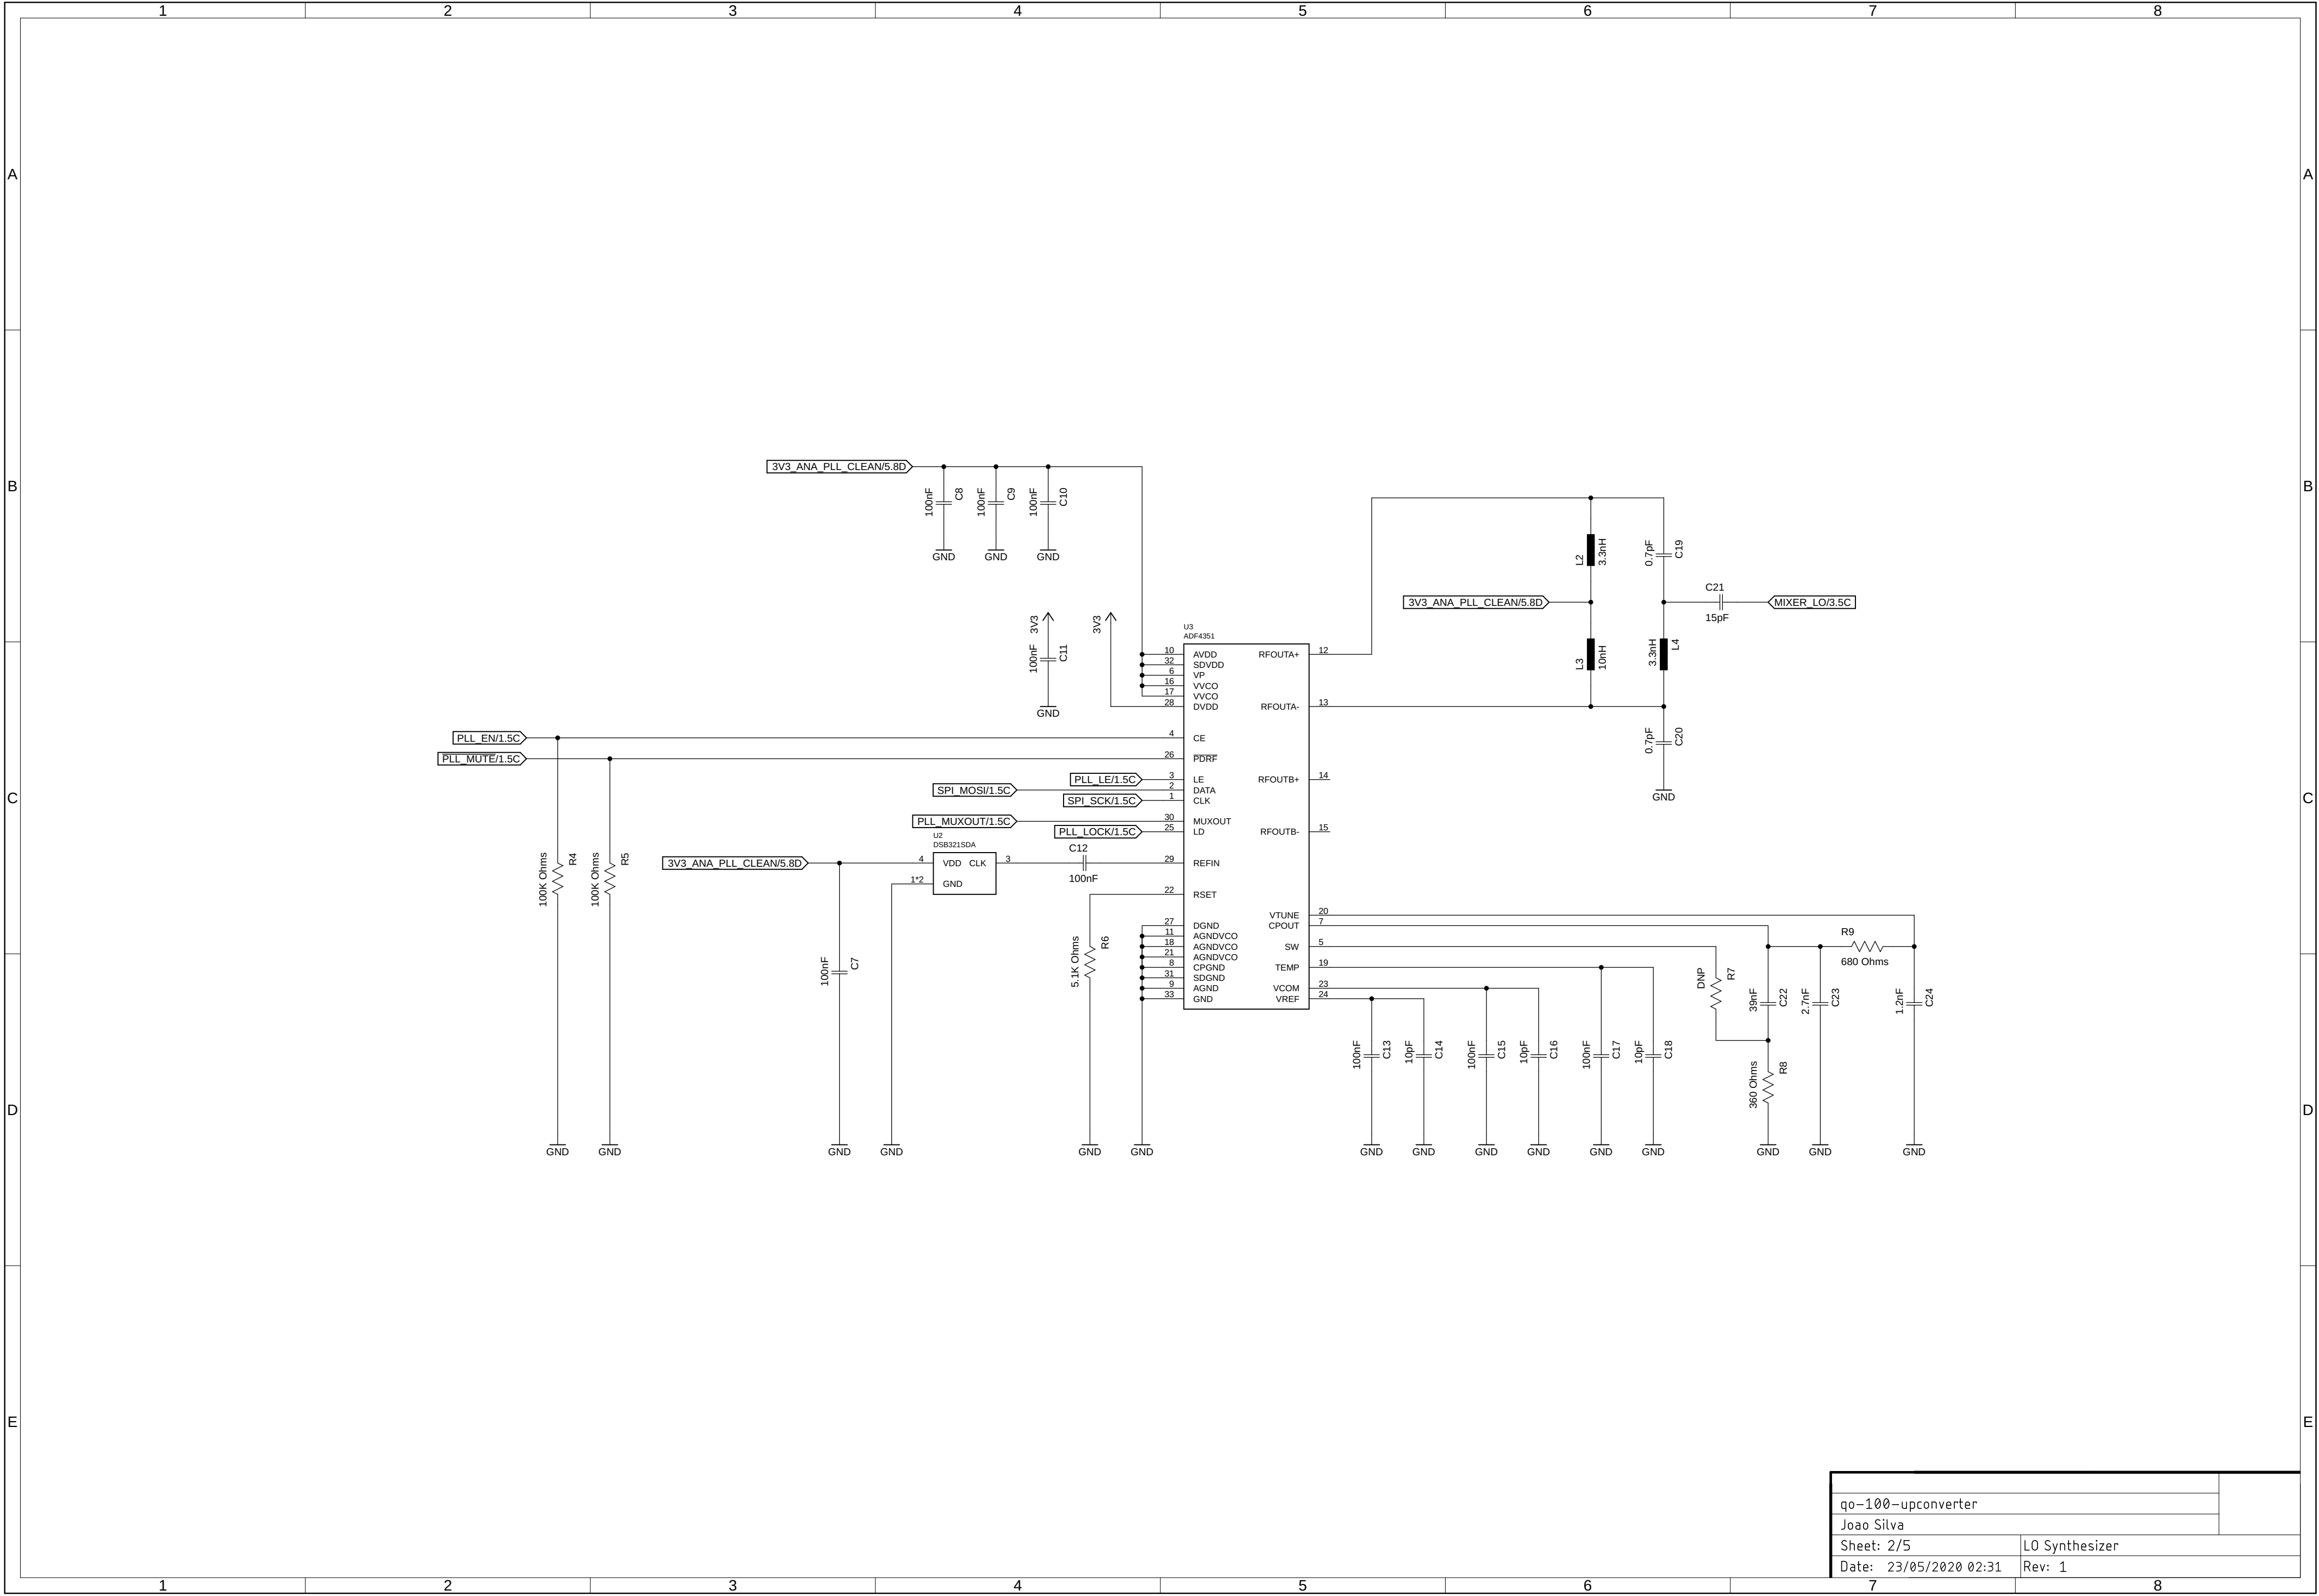 1 2 3 4 5 6 7 8
A A
B B
C C
D D
E E
3V3_ANA_PLL_CLEAN/5.8D
100nF C8
100nF C9
100nF C10
GND GND GND
3V3
100nF C11
GND
3V3
PLL_EN/1.5C
PLL_MUTE/1.5C
PLL_LE/1.5C
SPI_MOSI/1.5C
SPI_SCK/1.5C
PLL_MUXOUT/1.5C
PLL_LOCK/1.5C
U2
DSB321SDA
3V3_ANA_PLL_CLEAN/5.8D
4 VDD CLK 3
1*2 GND
C12
100nF
100K Ohms R4
100K Ohms R5
100nF C7
5.1K Ohms R6
GND GND GND GND GND GND
U3
ADF4351
10 AVDD RFOUTA+ 12
32 SDVDD
6 VP
16 VVCO
17 VVCO
28 DVDD RFOUTA- 13
4 CE
26 PDRF
3 LE RFOUTB+ 14
2 DATA
1 CLK
30 MUXOUT
25 LD RFOUTB- 15
29 REFIN
22 RSET
VTUNE 20
27 DGND CPOUT 7
11 AGNDVCO
18 AGNDVCO SW 5
21 AGNDVCO
8 CPGND TEMP 19
31 SDGND
9 AGND VCOM 23
33 GND VREF 24
L2 3.3nH
0.7pF C19
3V3_ANA_PLL_CLEAN/5.8D
C21
15pF
MIXER_LO/3.5C
L3 10nH
3.3nH L4
0.7pF C20
GND
R9
680 Ohms
DNP R7
39nF C22
2.7nF C23
1.2nF C24
100nF C13
10pF C14
100nF C15
10pF C16
100nF C17
10pF C18
360 Ohms R8
GND GND GND GND GND GND GND GND GND
qo-100-upconverter
Joao Silva
Sheet: 2/5 LO Synthesizer
Date: 23/05/2020 02:31 Rev: 1
1 2 3 4 5 6 7 8